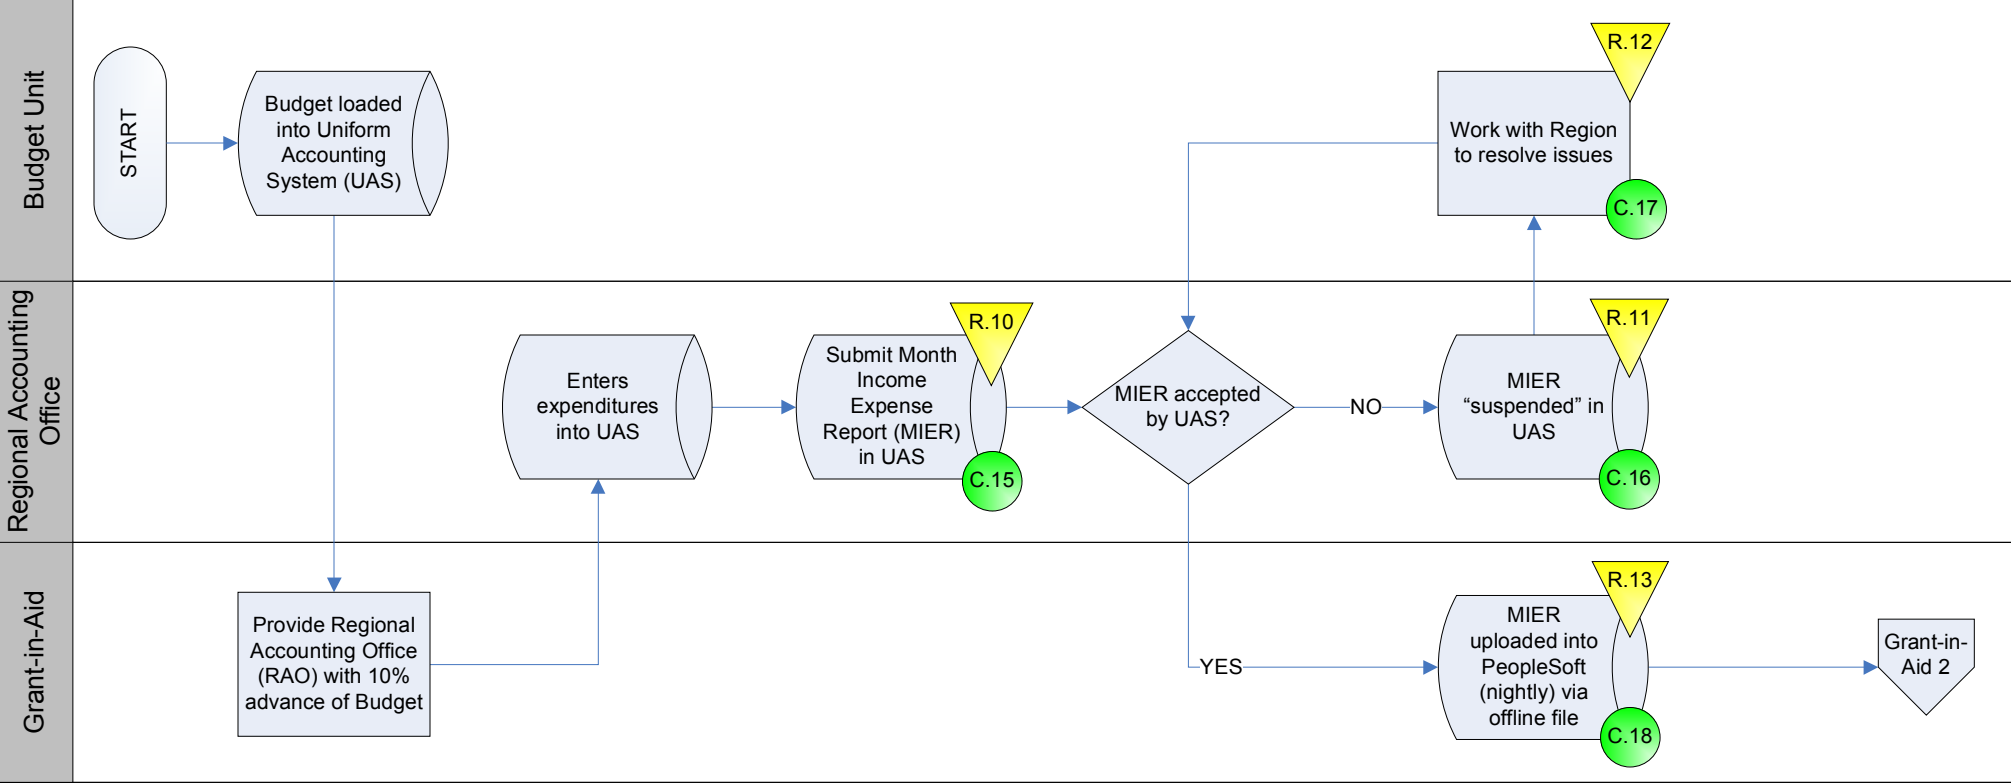 Budget Unit
START
Budget loaded
into Uniform
Accounting
System (UAS)
R.12
Work with Region
to resolve issues
C.17
Regional Accounting
Office
Enters
expenditures
into UAS
R.10
Submit Month
Income
Expense
Report (MIER)
in UAS
C.15
MIER accepted
by UAS?
NO
R.11
MIER
“suspended” in
UAS
C.16
Grant-in-Aid
Provide Regional
Accounting Office
(RAO) with 10%
advance of Budget
YES
R.13
MIER
uploaded into
PeopleSoft
(nightly) via
offline file
C.18
Grant-in-
Aid 2